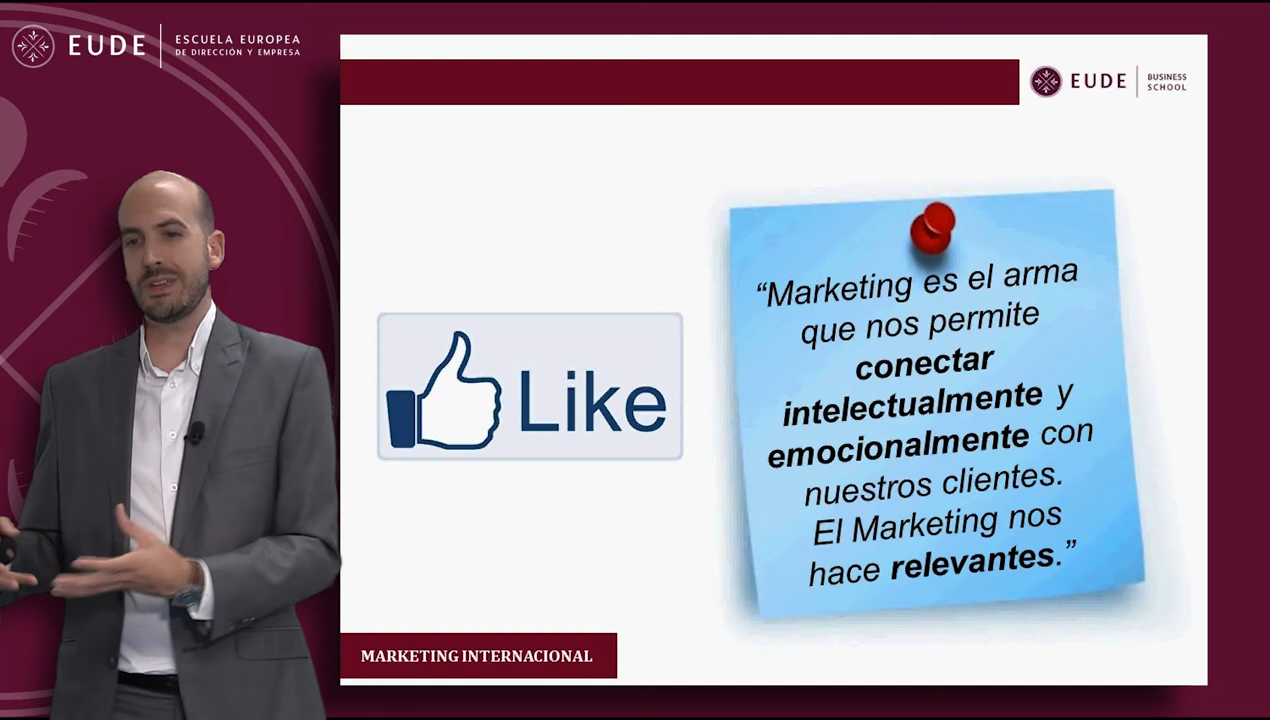 EUDE
ESCUELA EUROPEA
DE DIRECCIÓN Y EMPRESA
EUDE
BUSINESS
SCHOOL
Like
“Marketing es el arma
que nos permite
conectar
intelectualmente y
emocionalmente con
nuestros clientes.
El Marketing nos
hace relevantes.”
MARKETING INTERNACIONAL